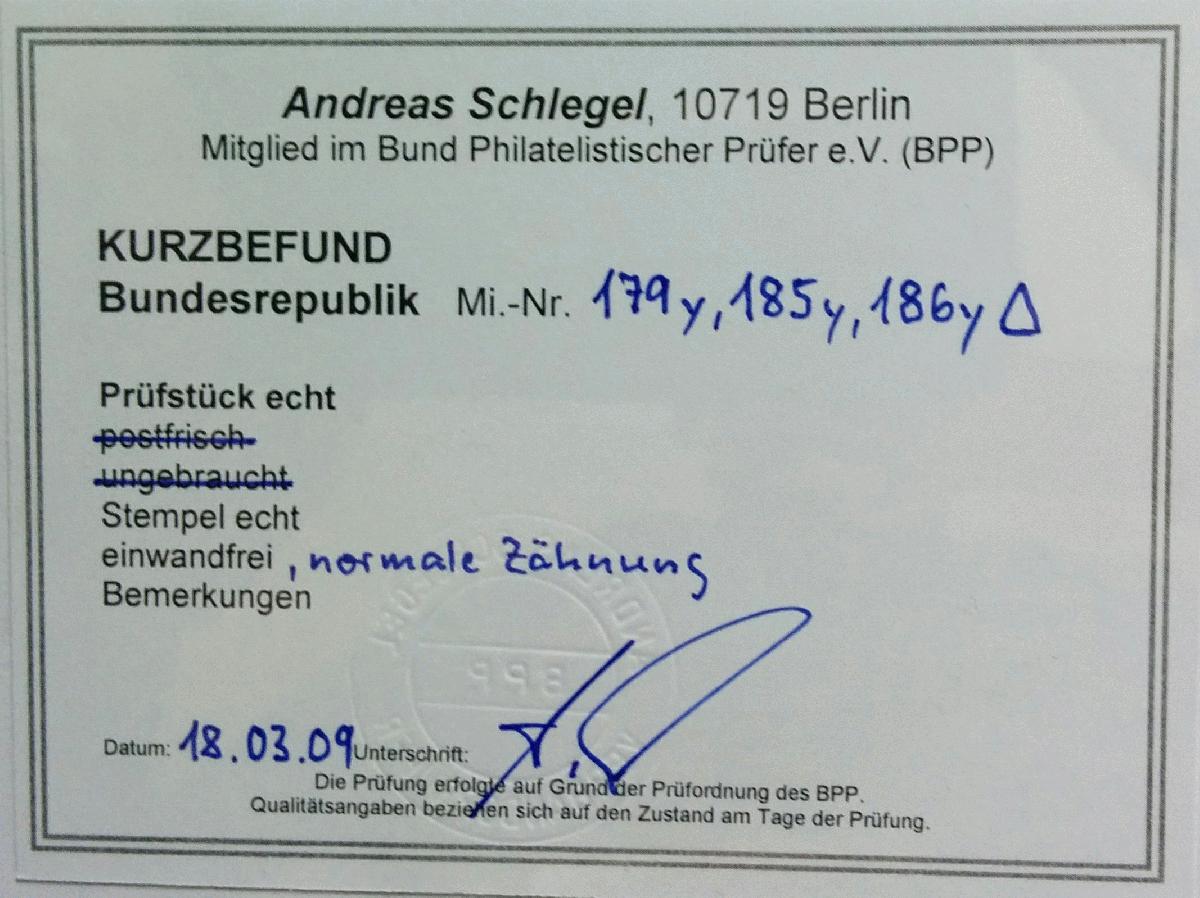 Andreas Schlegel, 10719 Berlin
Mitglied im Bund Philatelistischer Prüfer e.V. (BPP)
KURZBEFUND
Bundesrepublik Mi.-Nr. 179y, 185y, 186y Δ
Prüfstück echt
postfrisch
ungebraucht
Stempel echt
einwandfrei, normale Zähnung
Bemerkungen
BPP
Datum: 18.03.09 Unterschrift:
Die Prüfung erfolgte auf Grund der Prüfordnung des BPP.
Qualitätsangaben beziehen sich auf den Zustand am Tage der Prüfung.